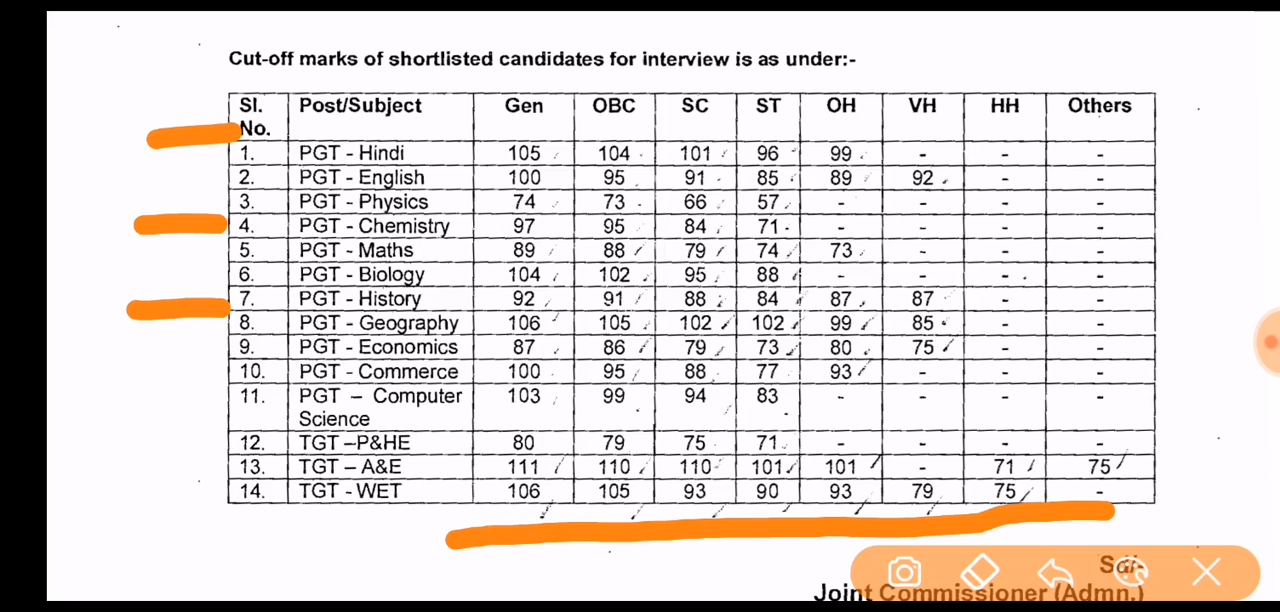 Cut-off marks of shortlisted candidates for interview is as under:-
Sl. No. Post/Subject Gen OBC SC ST OH VH HH Others
1. PGT - Hindi 105 104 101 96 99 - - -
2. PGT - English 100 95 91 85 89 92 - -
3. PGT - Physics 74 73 66 57 - - - -
4. PGT - Chemistry 97 95 84 71 - - - -
5. PGT - Maths 89 88 79 74 73 - - -
6. PGT - Biology 104 102 95 88 - - - -
7. PGT - History 92 91 88 84 87 87 - -
8. PGT - Geography 106 105 102 102 99 85 - -
9. PGT - Economics 87 86 79 73 80 75 - -
10. PGT - Commerce 100 95 88 77 93 - - -
11. PGT – Computer Science 103 99 94 83 - - - -
12. TGT –P&HE 80 79 75 71 - - - -
13. TGT – A&E 111 110 110 101 101 - 71 75
14. TGT - WET 106 105 93 90 93 79 75 -
Sd/-
Joint Commissioner (Admn.)